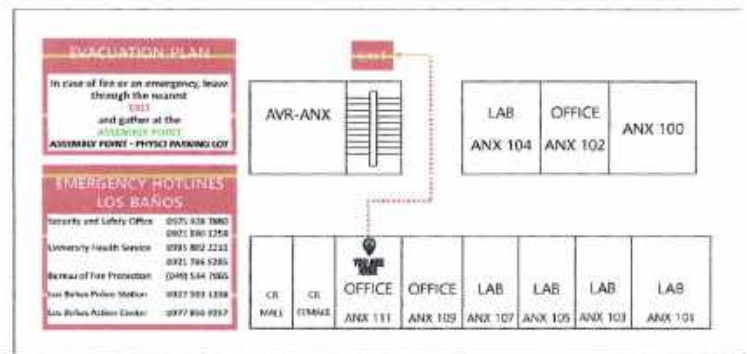 EVACUATION PLAN
In case of fire or an emergency, leave
through the nearest
EXIT
and gather at the
ASSEMBLY POINT
ASSEMBLY POINT - PHYSCI PARKING LOT
EMERGENCY HOTLINES
LOS BAÑOS
Security and Safety Office
University Health Service
Bureau of Fire Protection
Los Baños Police Station
Los Baños Action Center
EXIT
AVR-ANX
LAB
ANX 104
OFFICE
ANX 102
ANX 100
YOU ARE
HERE
CR
MALE
CR
FEMALE
OFFICE
ANX 111
OFFICE
ANX 109
LAB
ANX 107
LAB
ANX 105
LAB
ANX 103
LAB
ANX 101